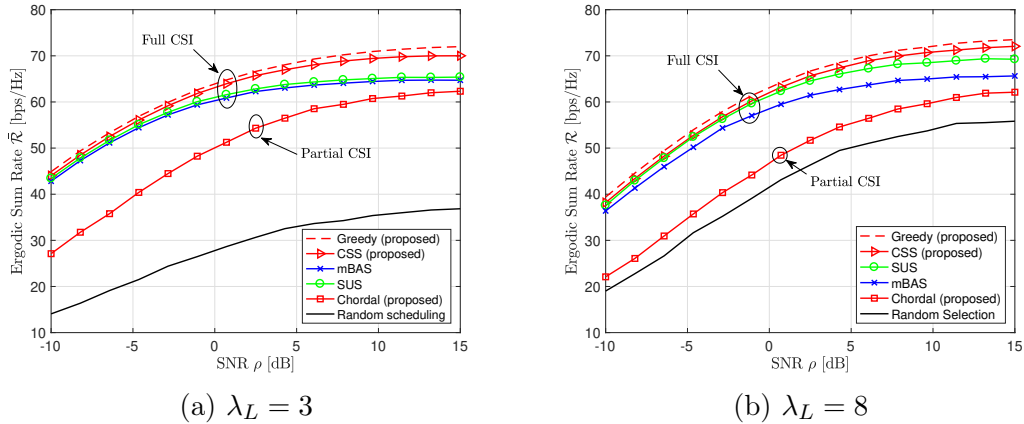 80
70
60
50
40
30
20
10
-10
-5
0
5
10
15
Ergodic Sum Rate R̄ [bps/Hz]
SNR ρ [dB]
Full CSI
Partial CSI
Greedy (proposed)
CSS (proposed)
mBAS
SUS
Chordal (proposed)
Random scheduling
(a) λ_L = 3
80
70
60
50
40
30
20
10
-10
-5
0
5
10
15
Ergodic Sum Rate R̄ [bps/Hz]
SNR ρ [dB]
Full CSI
Partial CSI
Greedy (proposed)
CSS (proposed)
SUS
mBAS
Chordal (proposed)
Random Selection
(b) λ_L = 8